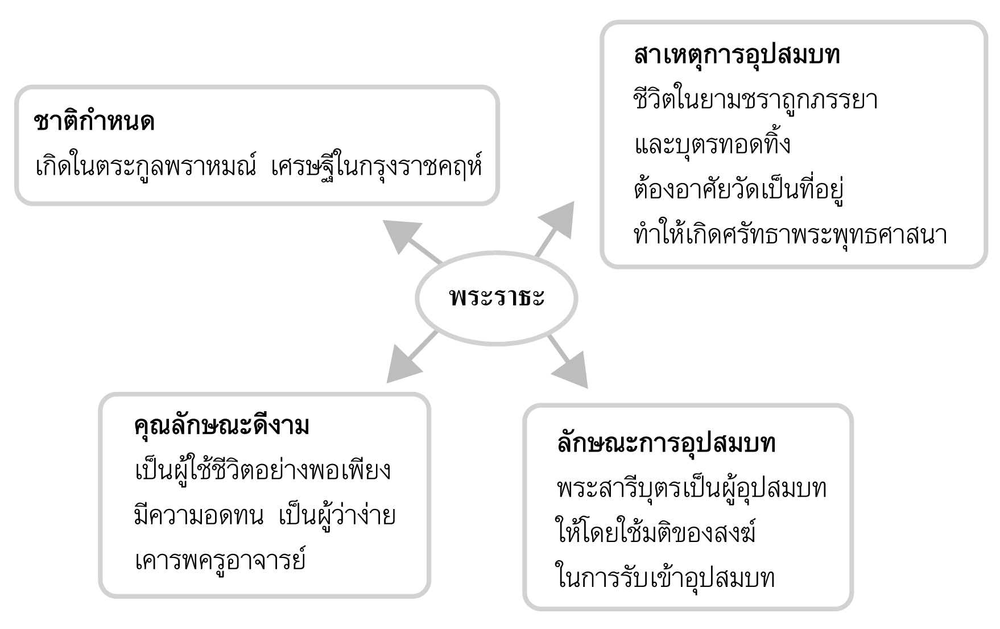 ชาติกำหนด
เกิดในตระกูลพราหมณ์ เศรษฐีในกรุงราชคฤห์
สาเหตุการอุปสมบท
ชีวิตในยามชราถูกภรรยา
และบุตรทอดทิ้ง
ต้องอาศัยวัดเป็นที่อยู่
ทำให้เกิดศรัทธาพระพุทธศาสนา
พระราธะ
คุณลักษณะดีงาม
เป็นผู้ใช้ชีวิตอย่างพอเพียง
มีความอดทน เป็นผู้ว่าง่าย
เคารพครูอาจารย์
ลักษณะการอุปสมบท
พระสารีบุตรเป็นผู้อุปสมบท
ให้โดยใช้มติของสงฆ์
ในการรับเข้าอุปสมบท